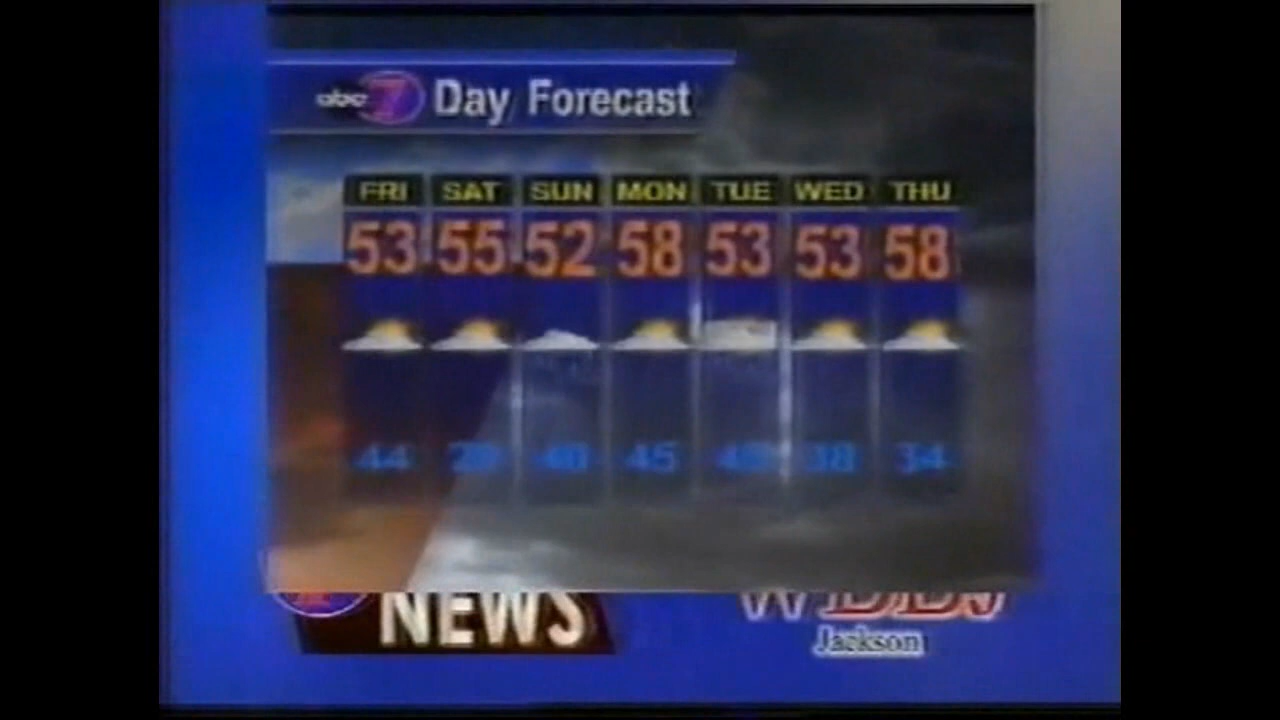 abc 7 Day Forecast
FRI SAT SUN MON TUE WED THU
53 55 52 58 53 53 58
44 40 45 38 34
NEWS WBBJ
Jackson